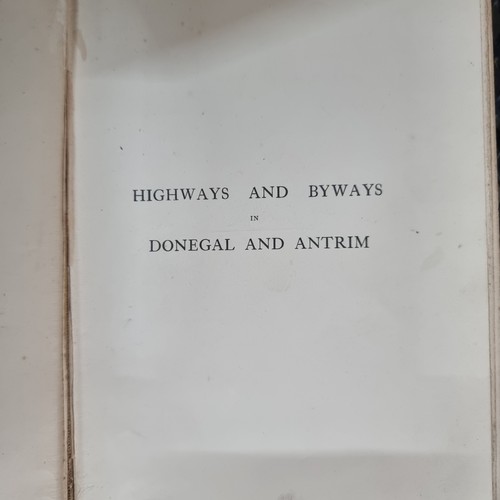 HIGHWAYS AND BYWAYS
IN
DONEGAL AND ANTRIM